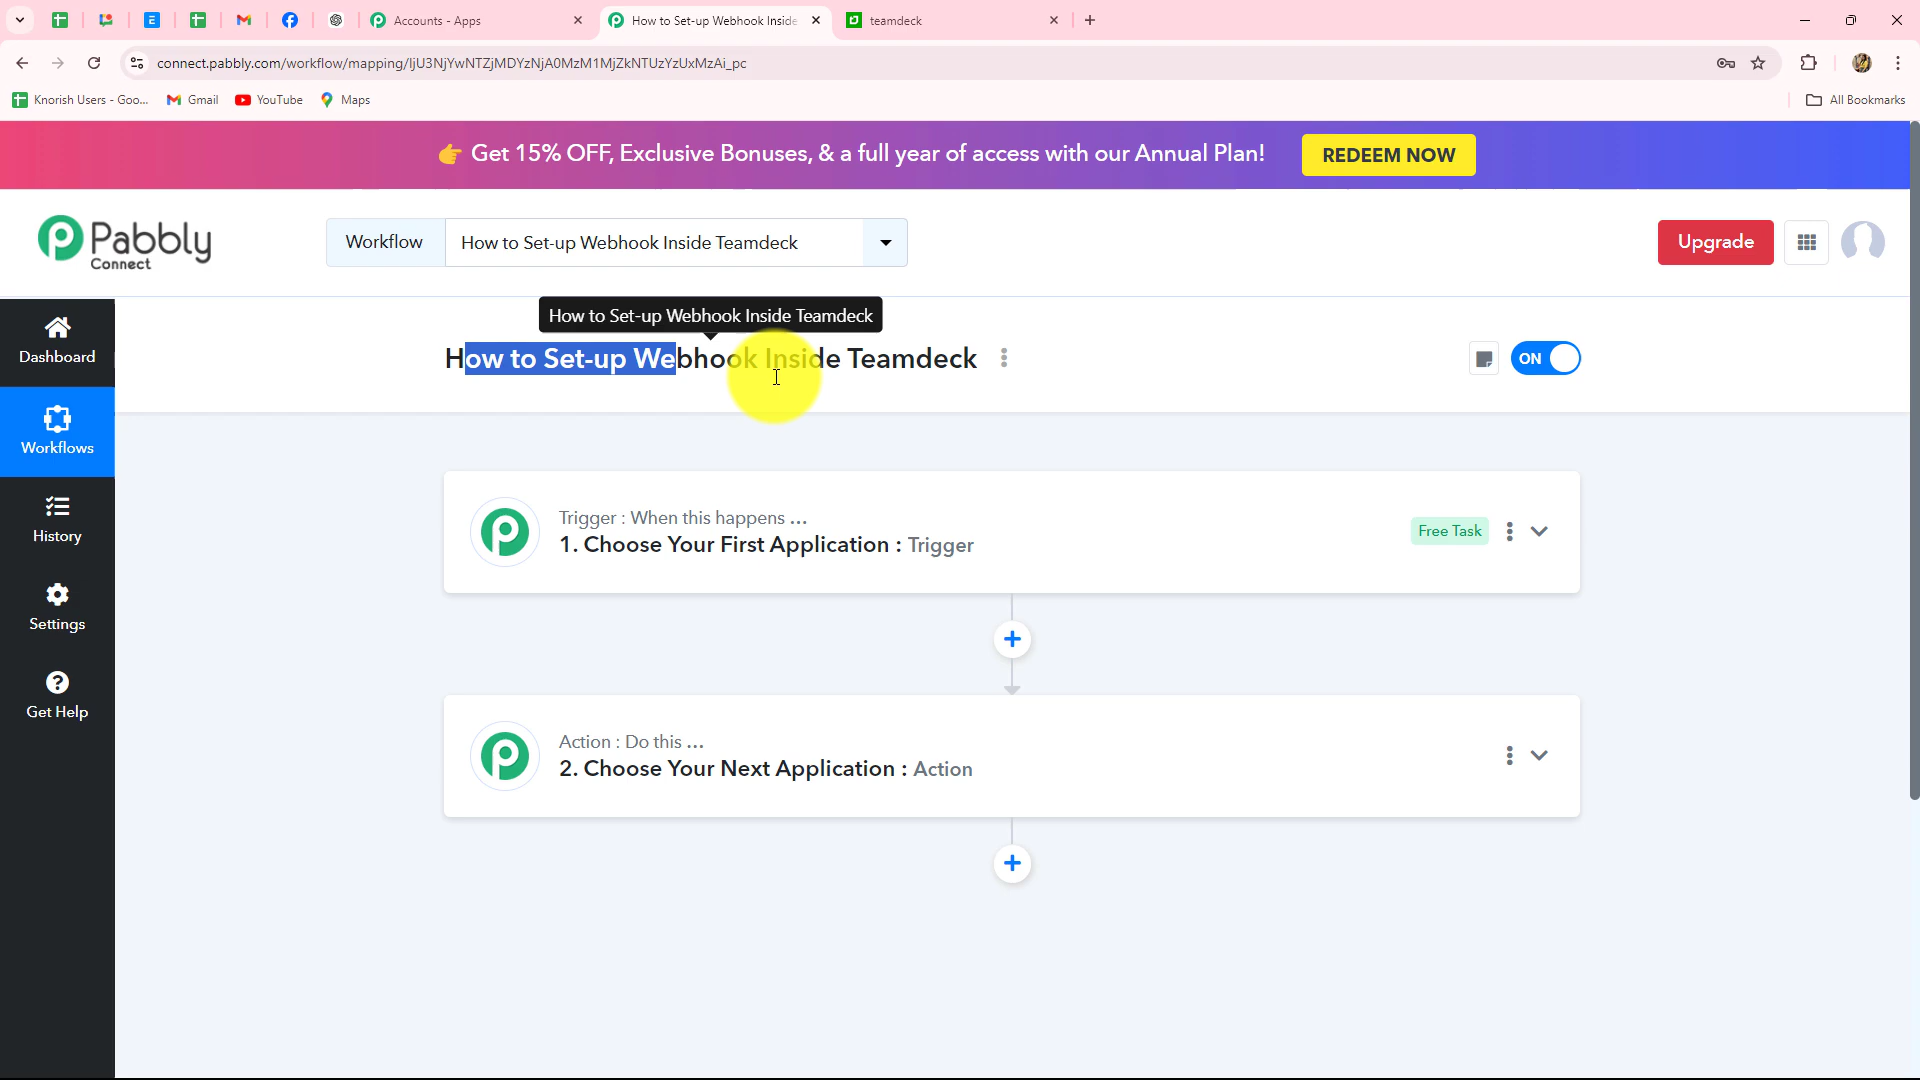 Accounts - Apps
How to Set-up Webhook Inside
teamdeck
connect.pabbly.com/workflow/mapping/IjU3NjYwNTZjMDYzNjA0MzM1MjZkNTUzYzUxMzAi_pc
Knorish Users - Goo...
Gmail
YouTube
Maps
All Bookmarks
👉 Get 15% OFF, Exclusive Bonuses, & a full year of access with our Annual Plan!
REDEEM NOW
Pabbly
Connect
Workflow
How to Set-up Webhook Inside Teamdeck
Upgrade
How to Set-up Webhook Inside Teamdeck
How to Set-up Webhook Inside Teamdeck
ON
Dashboard
Workflows
History
Settings
Get Help
Trigger : When this happens ...
1. Choose Your First Application : Trigger
Free Task
Action : Do this ...
2. Choose Your Next Application : Action